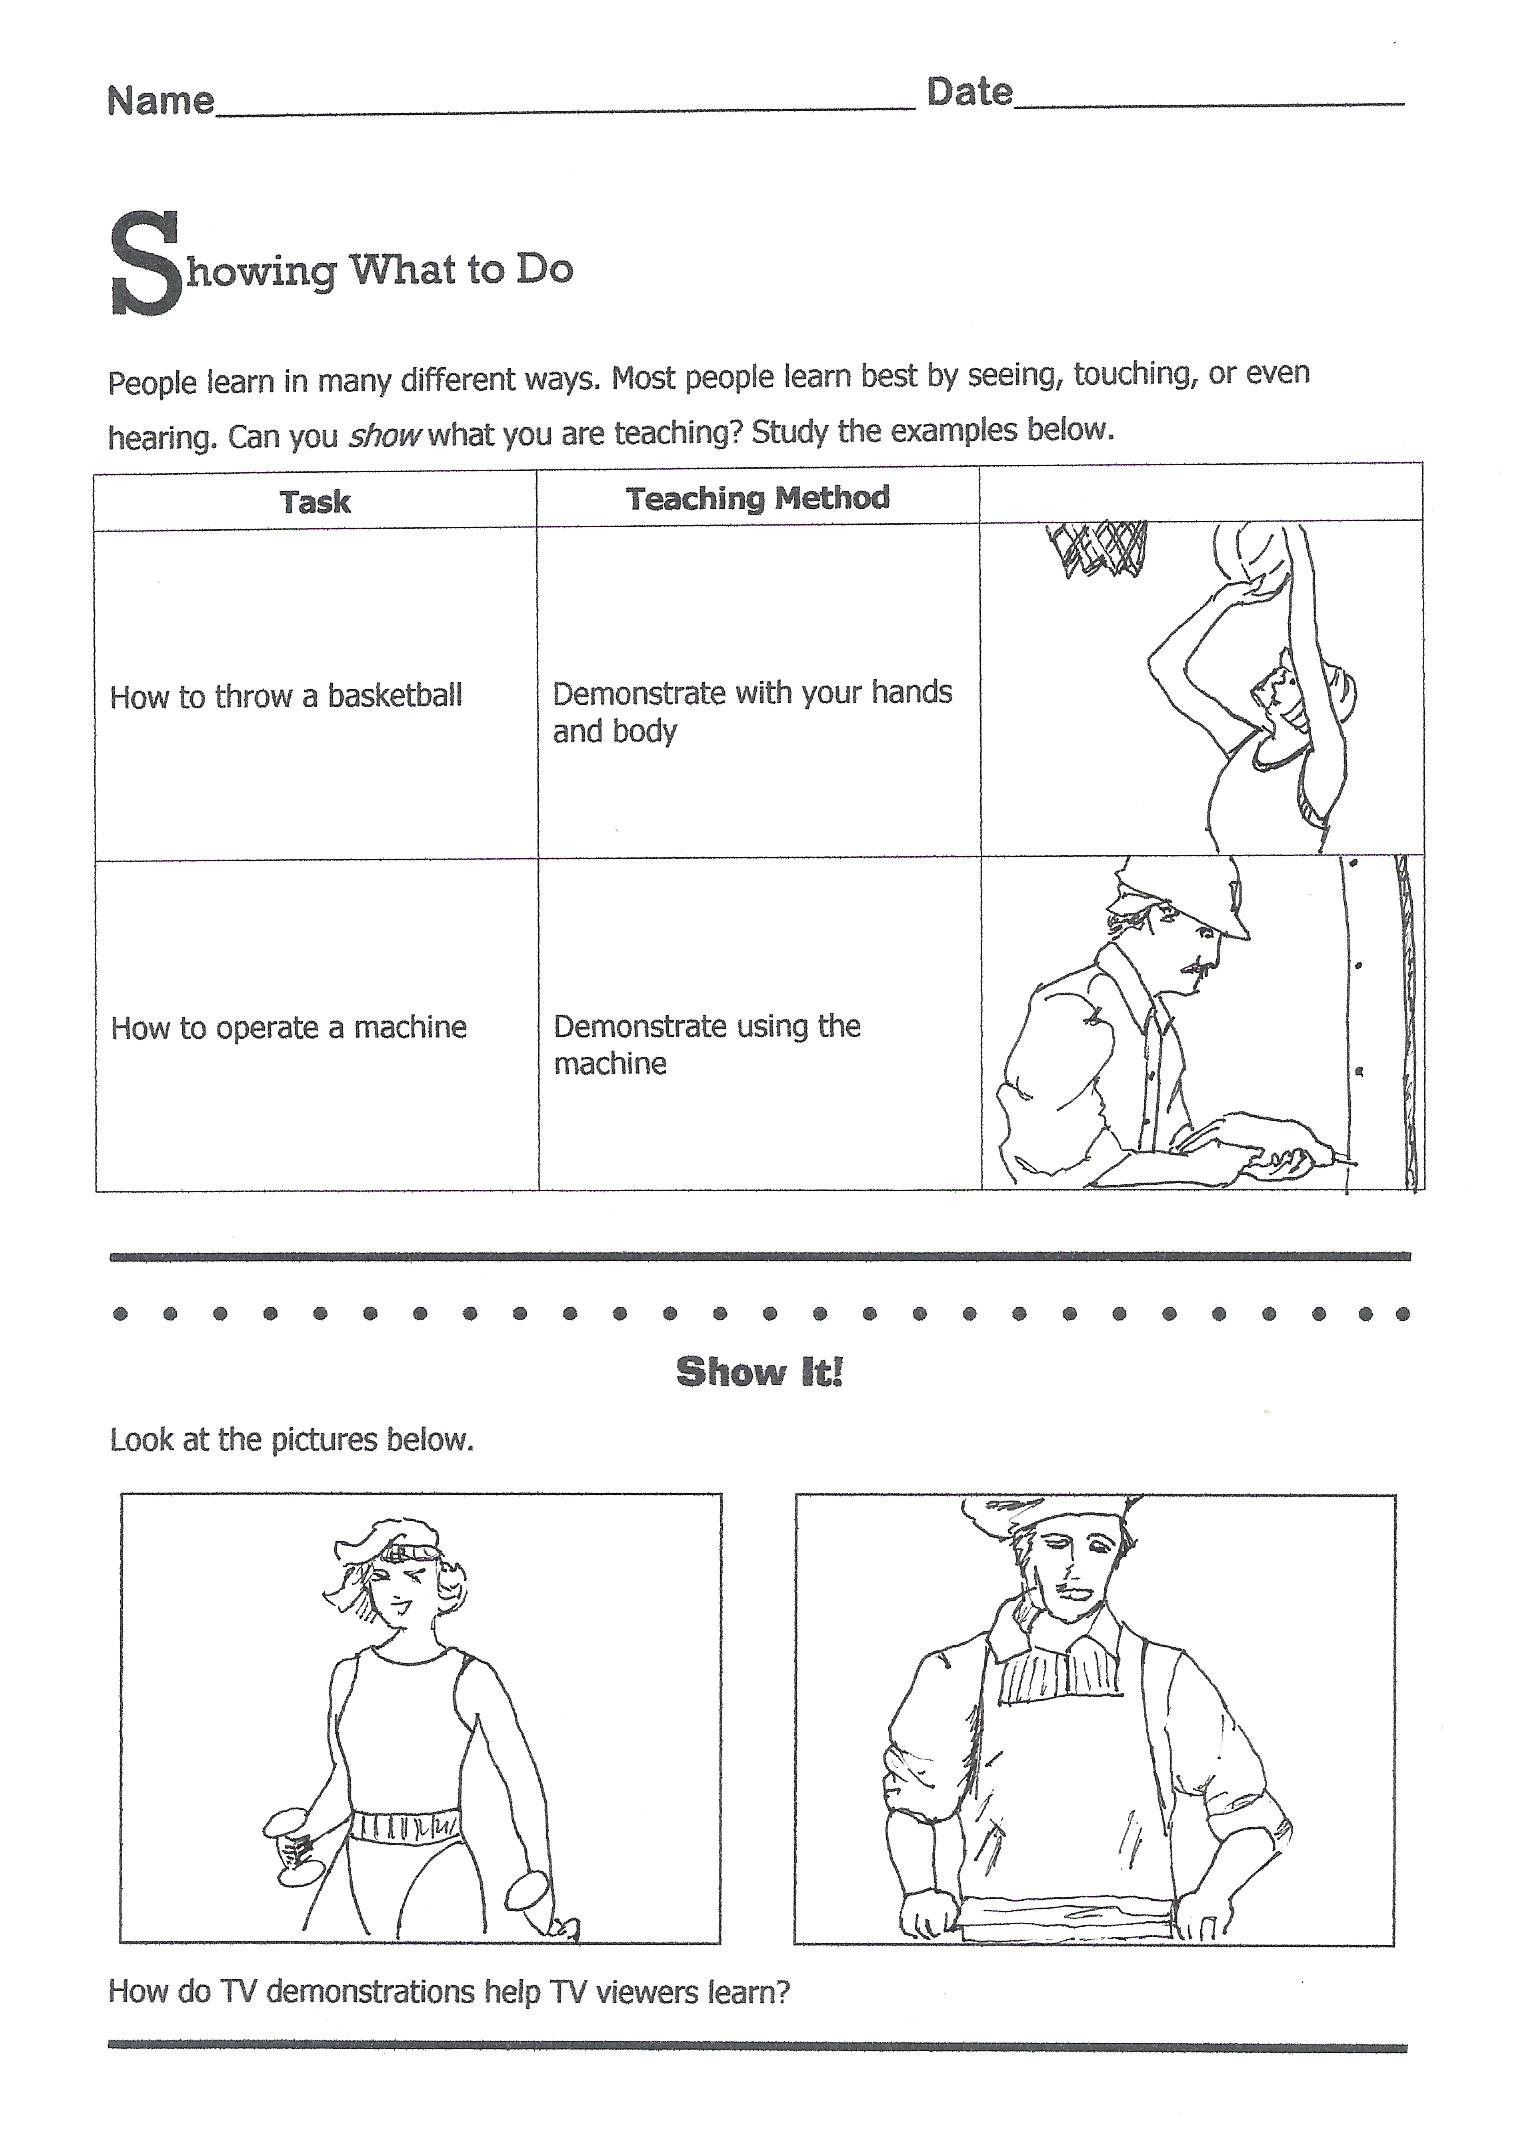 Name Date
Showing What to Do
People learn in many different ways. Most people learn best by seeing, touching, or even
hearing. Can you show what you are teaching? Study the examples below.
Task
Teaching Method
How to throw a basketball
Demonstrate with your hands
and body
How to operate a machine
Demonstrate using the
machine
Show It!
Look at the pictures below.
How do TV demonstrations help TV viewers learn?